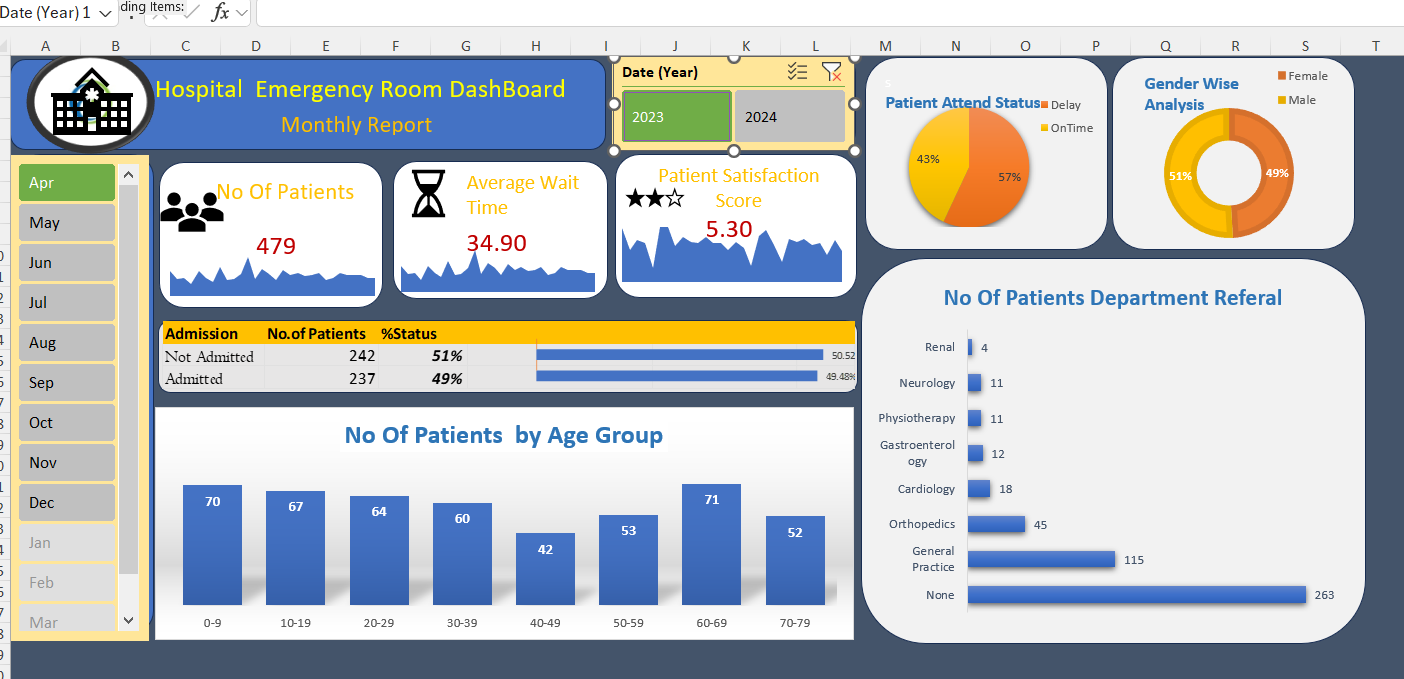 Date (Year) 1
ding Items:
fx
A B C D E F G H I J K L M N O P Q R S T
Hospital Emergency Room DashBoard
Monthly Report
Date (Year)
2023 2024
Patient Attend Status
Delay
OnTime
43%
57%
Gender Wise
Analysis
Female
Male
51%
49%
Apr
May
Jun
Jul
Aug
Sep
Oct
Nov
Dec
Jan
Feb
Mar
No Of Patients
479
Average Wait
Time
34.90
Patient Satisfaction
Score
5.30
Admission No.of Patients %Status
Not Admitted 242 51% 50.52
Admitted 237 49% 49.48%
No Of Patients by Age Group
70 67 64 60 42 53 71 52
0-9 10-19 20-29 30-39 40-49 50-59 60-69 70-79
No Of Patients Department Referal
Renal 4
Neurology 11
Physiotherapy 11
Gastroenterol
ogy 12
Cardiology 18
Orthopedics 45
General
Practice 115
None 263